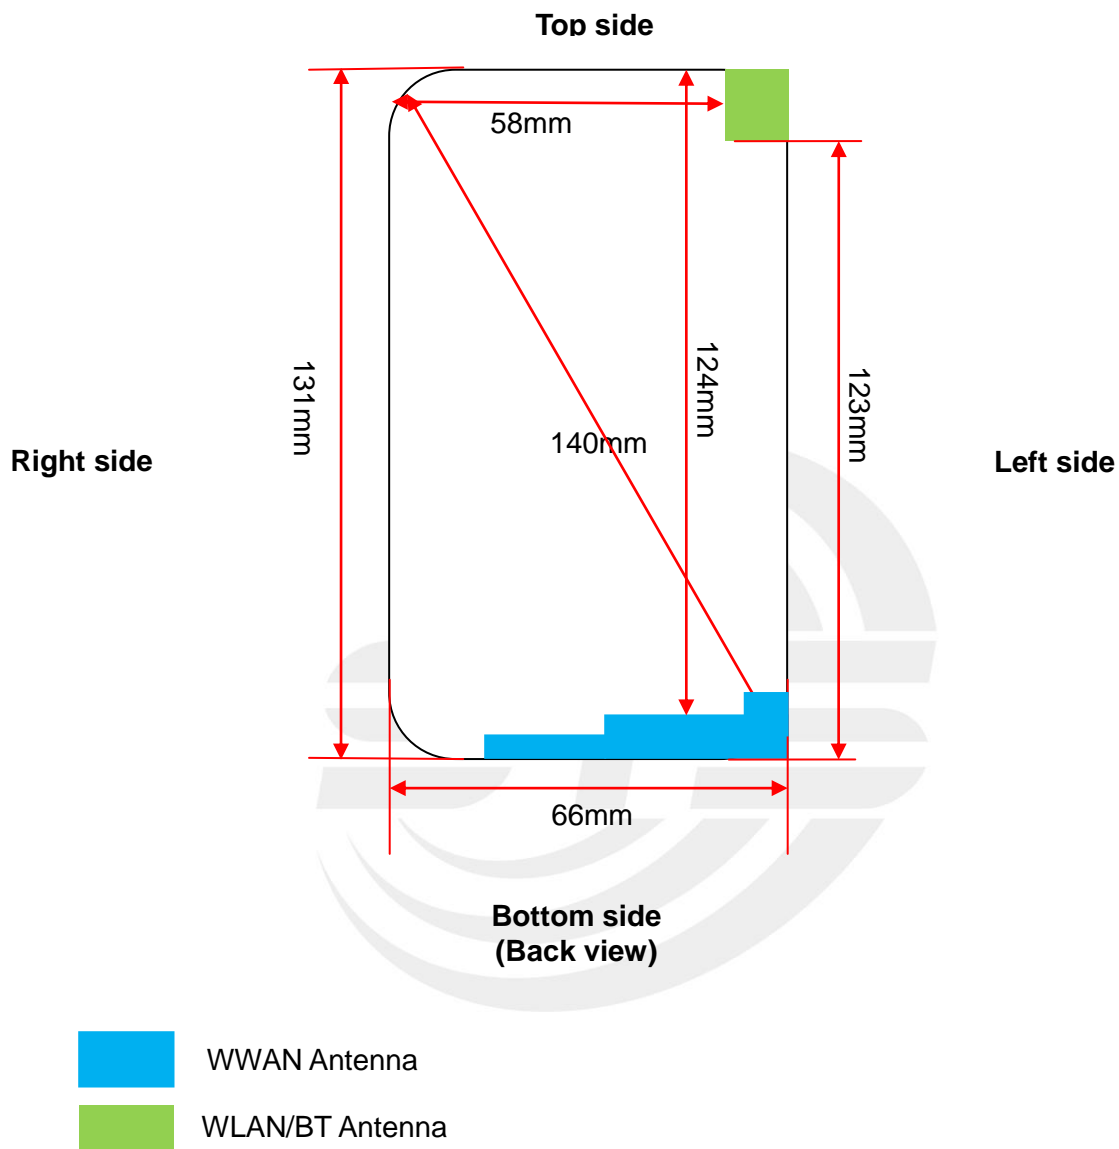 Top side
58mm
131mm
124mm
123mm
140mm
Right side
Left side
66mm
Bottom side
(Back view)
WWAN Antenna
WLAN/BT Antenna